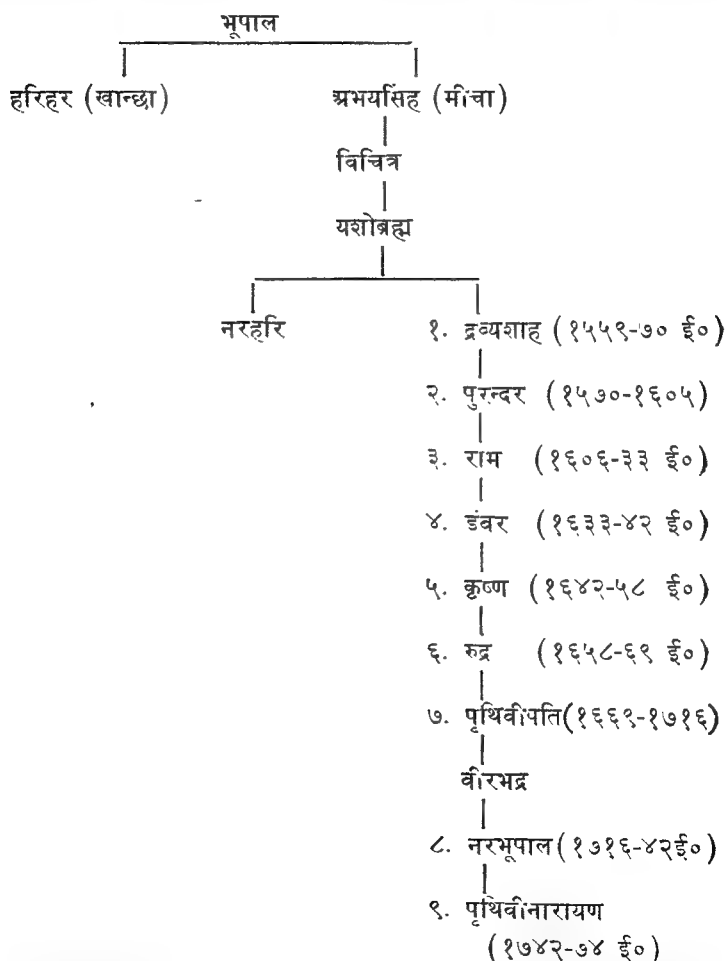 भूपाल
हरिहर (खान्छा) अभयसिंह (मीचा)
विचित्र
यशोब्रह्म
नरहरि १. द्रव्यशाह (१५५९-७० ई०)
२. पुरन्दर (१५७०-१६०५)
३. राम (१६०६-३३ ई०)
४. डंवर (१६३३-४२ ई०)
५. कृष्ण (१६४२-५८ ई०)
६. रुद्र (१६५८-६९ ई०)
७. पृथिवीपति(१६६९-१७१६)
वीरभद्र
८. नरभूपाल(१७१६-४२ई०)
९. पृथिवीनारायण
(१७४२-७४ ई०)